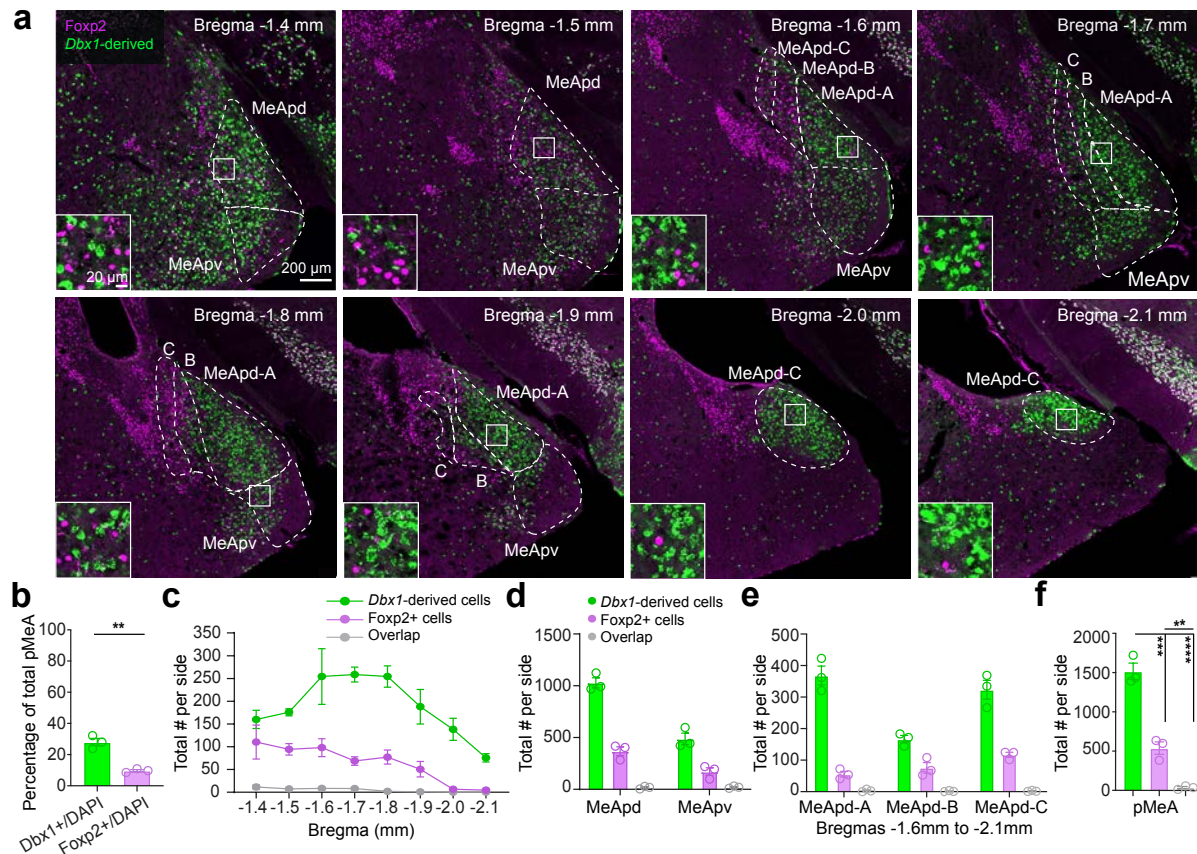 a
Foxp2
Dbx1-derived
Bregma -1.4 mm
MeApd
MeApv
20 µm
200 µm
Bregma -1.5 mm
MeApd
MeApv
Bregma -1.6 mm
MeApd-C
MeApd-B
MeApd-A
MeApv
Bregma -1.7 mm
C
B
MeApd-A
MeApv
Bregma -1.8 mm
C
B
MeApd-A
MeApv
Bregma -1.9 mm
MeApd-A
C
B
MeApv
Bregma -2.0 mm
MeApd-C
Bregma -2.1 mm
MeApd-C
b
Percentage of total pMeA
100
80
60
40
20
0
**
Dbx1+/DAPI
Foxp2+/DAPI
c
Dbx1-derived cells
Foxp2+ cells
Overlap
Total # per side
350
300
250
200
150
100
50
0
-1.4 -1.5 -1.6 -1.7 -1.8 -1.9 -2.0 -2.1
Bregma (mm)
d
Dbx1-derived cells
Foxp2+ cells
Overlap
Total # per side
1500
1000
500
0
MeApd MeApv
e
Total # per side
400
300
200
100
0
MeApd-A MeApd-B MeApd-C
Bregmas -1.6mm to -2.1mm
f
Total # per side
2000
1500
1000
500
0
**
***
****
pMeA